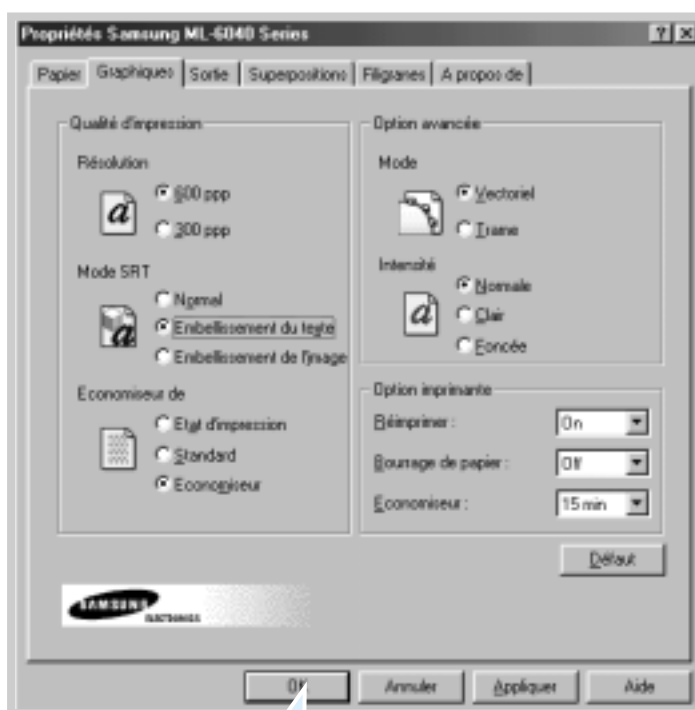 Propriétés Samsung ML-6040 Series
Papier Graphiques Sortie Superpositions Filigranes A propos de
Qualité d'impression
Résolution
600 ppp
300 ppp
Mode SRT
Normal
Embellissement du texte
Embellissement de l'image
Economiseur de
Etat d'impression
Standard
Economiseur
Option avancée
Mode
Vectoriel
Trame
Intensité
Normale
Clair
Foncée
Option imprimante
Réimprimer : On
Bourrage de papier : Off
Economiseur : 15 min
Défaut
SAMSUNG
ELECTRONICS
OK Annuler Appliquer Aide